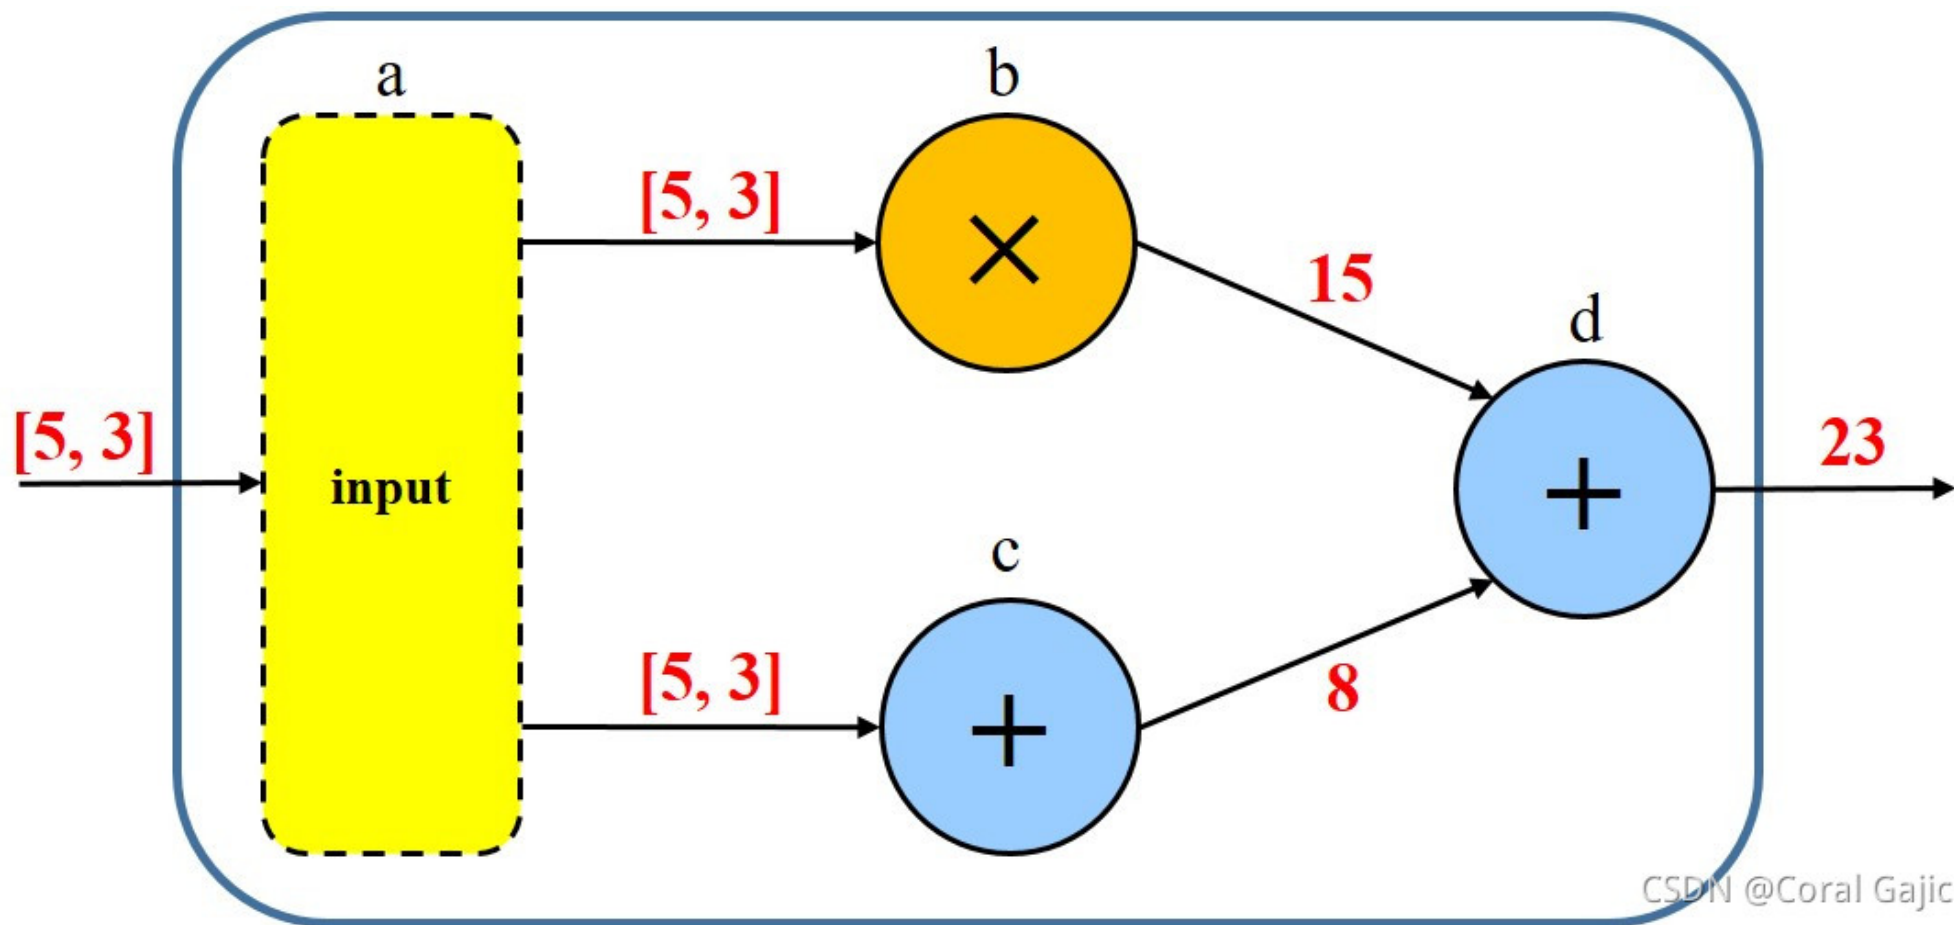 a
b
[5, 3]
[5, 3]
×
15
d
input
+
23
c
[5, 3]
+
8
CSDN @Coral Gajic